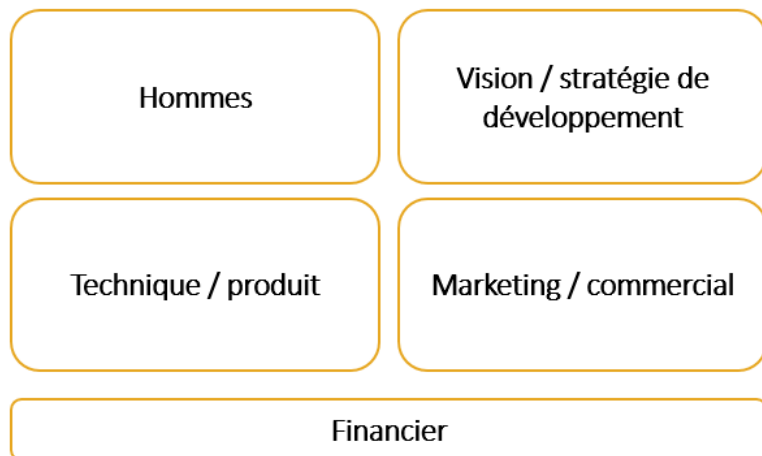 Hommes
Vision / stratégie de
développement
Technique / produit
Marketing / commercial
Financier